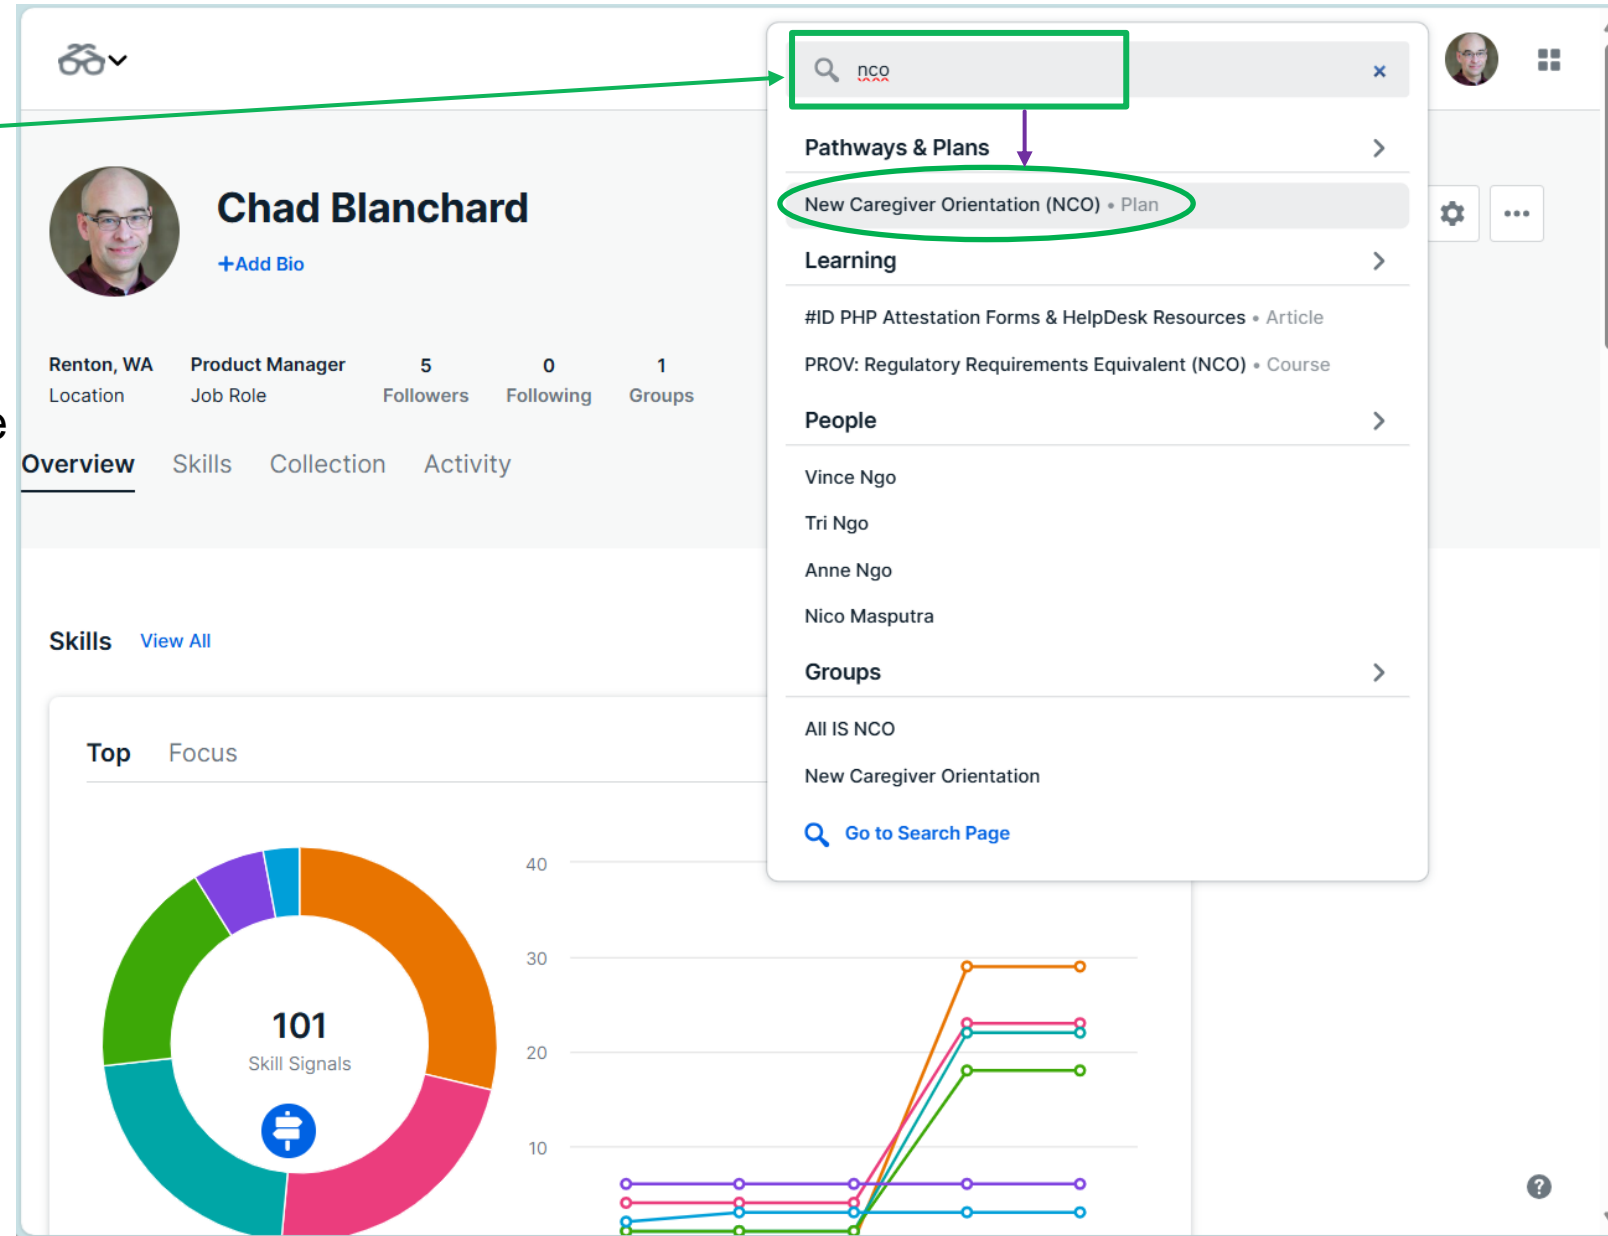 nco
Pathways & Plans
New Caregiver Orientation (NCO) • Plan
Learning
#ID PHP Attestation Forms & HelpDesk Resources • Article
PROV: Regulatory Requirements Equivalent (NCO) • Course
People
Vince Ngo
Tri Ngo
Anne Ngo
Nico Masputra
Groups
All IS NCO
New Caregiver Orientation
Go to Search Page
Chad Blanchard
+Add Bio
Renton, WA Product Manager 5 0 1
Location Job Role Followers Following Groups
e
Overview Skills Collection Activity
Skills View All
Top Focus
101
Skill Signals
40
30
20
10
?